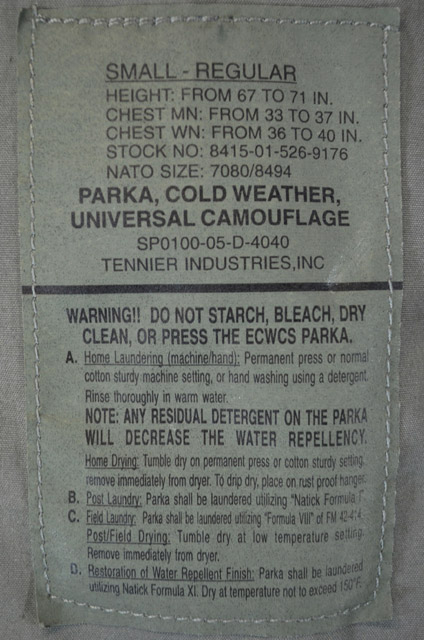 SMALL - REGULAR
HEIGHT: FROM 67 TO 71 IN.
CHEST MN: FROM 33 TO 37 IN.
CHEST WN: FROM 36 TO 40 IN.
STOCK NO: 8415-01-526-9176
NATO SIZE: 7080/8494
PARKA, COLD WEATHER,
UNIVERSAL CAMOUFLAGE
SP0100-05-D-4040
TENNIER INDUSTRIES,INC
WARNING!! DO NOT STARCH, BLEACH, DRY
CLEAN, OR PRESS THE ECWCS PARKA.
A. Home Laundering (machine/hand): Permanent press or normal
cotton sturdy machine setting, or hand washing using a detergent.
Rinse thoroughly in warm water.
NOTE: ANY RESIDUAL DETERGENT ON THE PARKA
WILL DECREASE THE WATER REPELLENCY.
Home Drying: Tumble dry on permanent press or cotton sturdy setting,
remove immediately from dryer. To drip dry, place on rust proof hanger.
B. Post Laundry: Parka shall be laundered utilizing "Natick Formula
C. Field Laundry: Parka shall be laundered utilizing "Formula VIII" of FM 42-414.
Post/Field Drying: Tumble dry at low temperature setting.
Remove immediately from dryer.
D. Restoration of Water Repellent Finish: Parka shall be laundered
utilizing Natick Formula XI. Dry at temperature not to exceed 150°F.